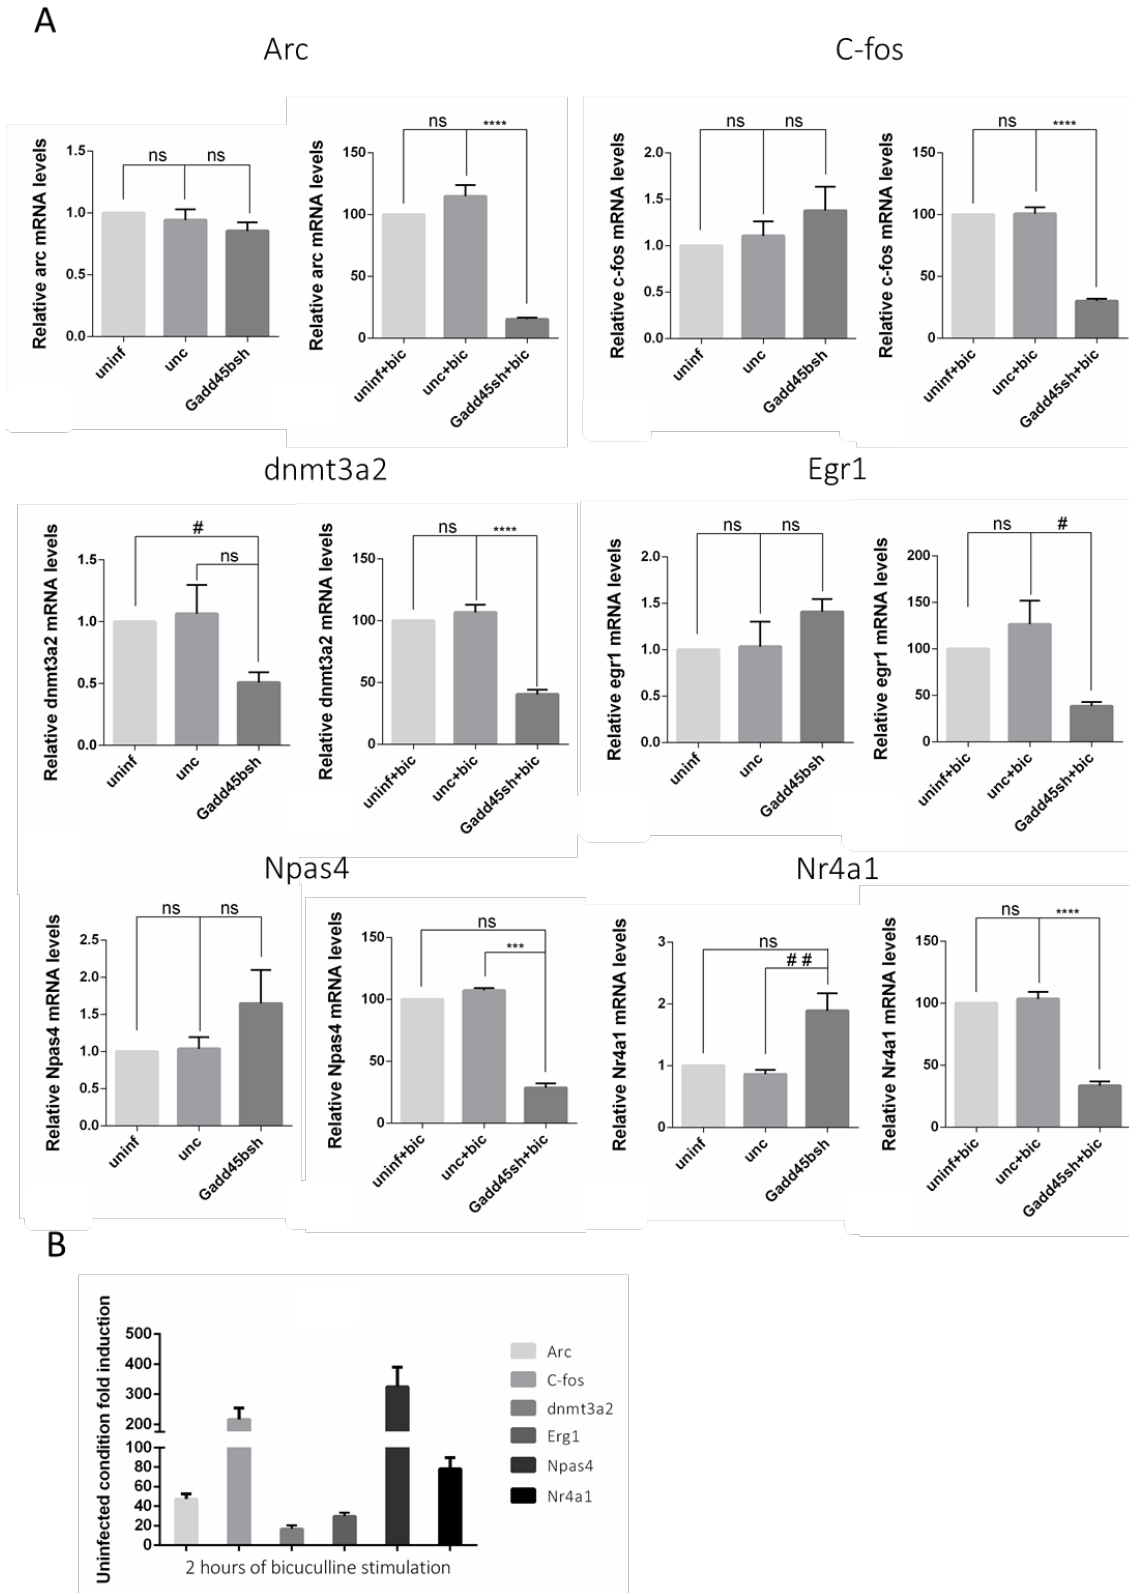 A
Arc
C-fos
Relative arc mRNA levels
1.5
1.0
0.5
0.0
ns
ns
uninf
unc
Gadd45bsh
Relative arc mRNA levels
150
100
50
0
ns
****
uninf+bic
unc+bic
Gadd45sh+bic
Relative c-fos mRNA levels
2.0
1.5
1.0
0.5
0.0
ns
ns
uninf
unc
Gadd45bsh
Relative c-fos mRNA levels
150
100
50
0
ns
****
uninf+bic
unc+bic
Gadd45sh+bic
dnmt3a2
Egr1
Relative dnmt3a2 mRNA levels
1.5
1.0
0.5
0.0
#
ns
uninf
unc
Gadd45bsh
Relative dnmt3a2 mRNA levels
150
100
50
0
ns
****
uninf+bic
unc+bic
Gadd45sh+bic
Relative egr1 mRNA levels
2.0
1.5
1.0
0.5
0.0
ns
ns
uninf
unc
Gadd45bsh
Relative egr1 mRNA levels
200
150
100
50
0
ns
#
uninf+bic
unc+bic
Gadd45sh+bic
Npas4
Nr4a1
Relative Npas4 mRNA levels
2.5
2.0
1.5
1.0
0.5
0.0
ns
ns
uninf
unc
Gadd45bsh
Relative Npas4 mRNA levels
150
100
50
0
ns
***
uninf+bic
unc+bic
Gadd45sh+bic
Relative Nr4a1 mRNA levels
3
2
1
0
ns
# #
uninf
unc
Gadd45bsh
Relative Nr4a1 mRNA levels
150
100
50
0
ns
****
uninf+bic
unc+bic
Gadd45sh+bic
B
Uninfected condition fold induction
500
400
300
200
100
80
60
40
20
0
2 hours of bicuculline stimulation
Arc
C-fos
dnmt3a2
Erg1
Npas4
Nr4a1